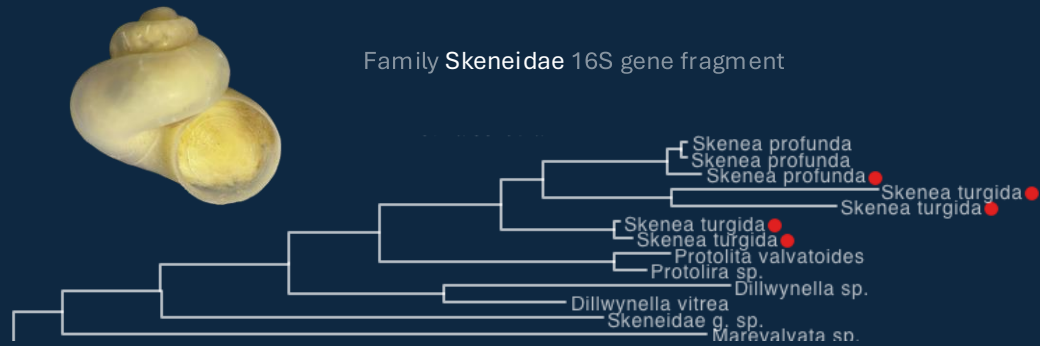 Family Skeneidae 16S gene fragment
Skenea profunda
Skenea profunda
Skenea profunda
Skenea turgida
Skenea turgida
Skenea turgida
Skenea turgida
Protolita valvatoides
Protolira sp.
Dillwynella sp.
Dillwynella vitrea
Skeneidae g. sp.
Marevalvata sp.